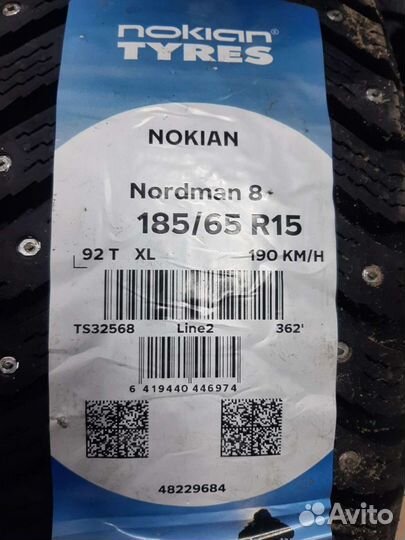 nokian®
TYRES
NOKIAN
Nordman 8
185/65 R15
92 T XL 190 KM/H
TS32568 Line2 362'
6 419440 446974
48229684
Avito